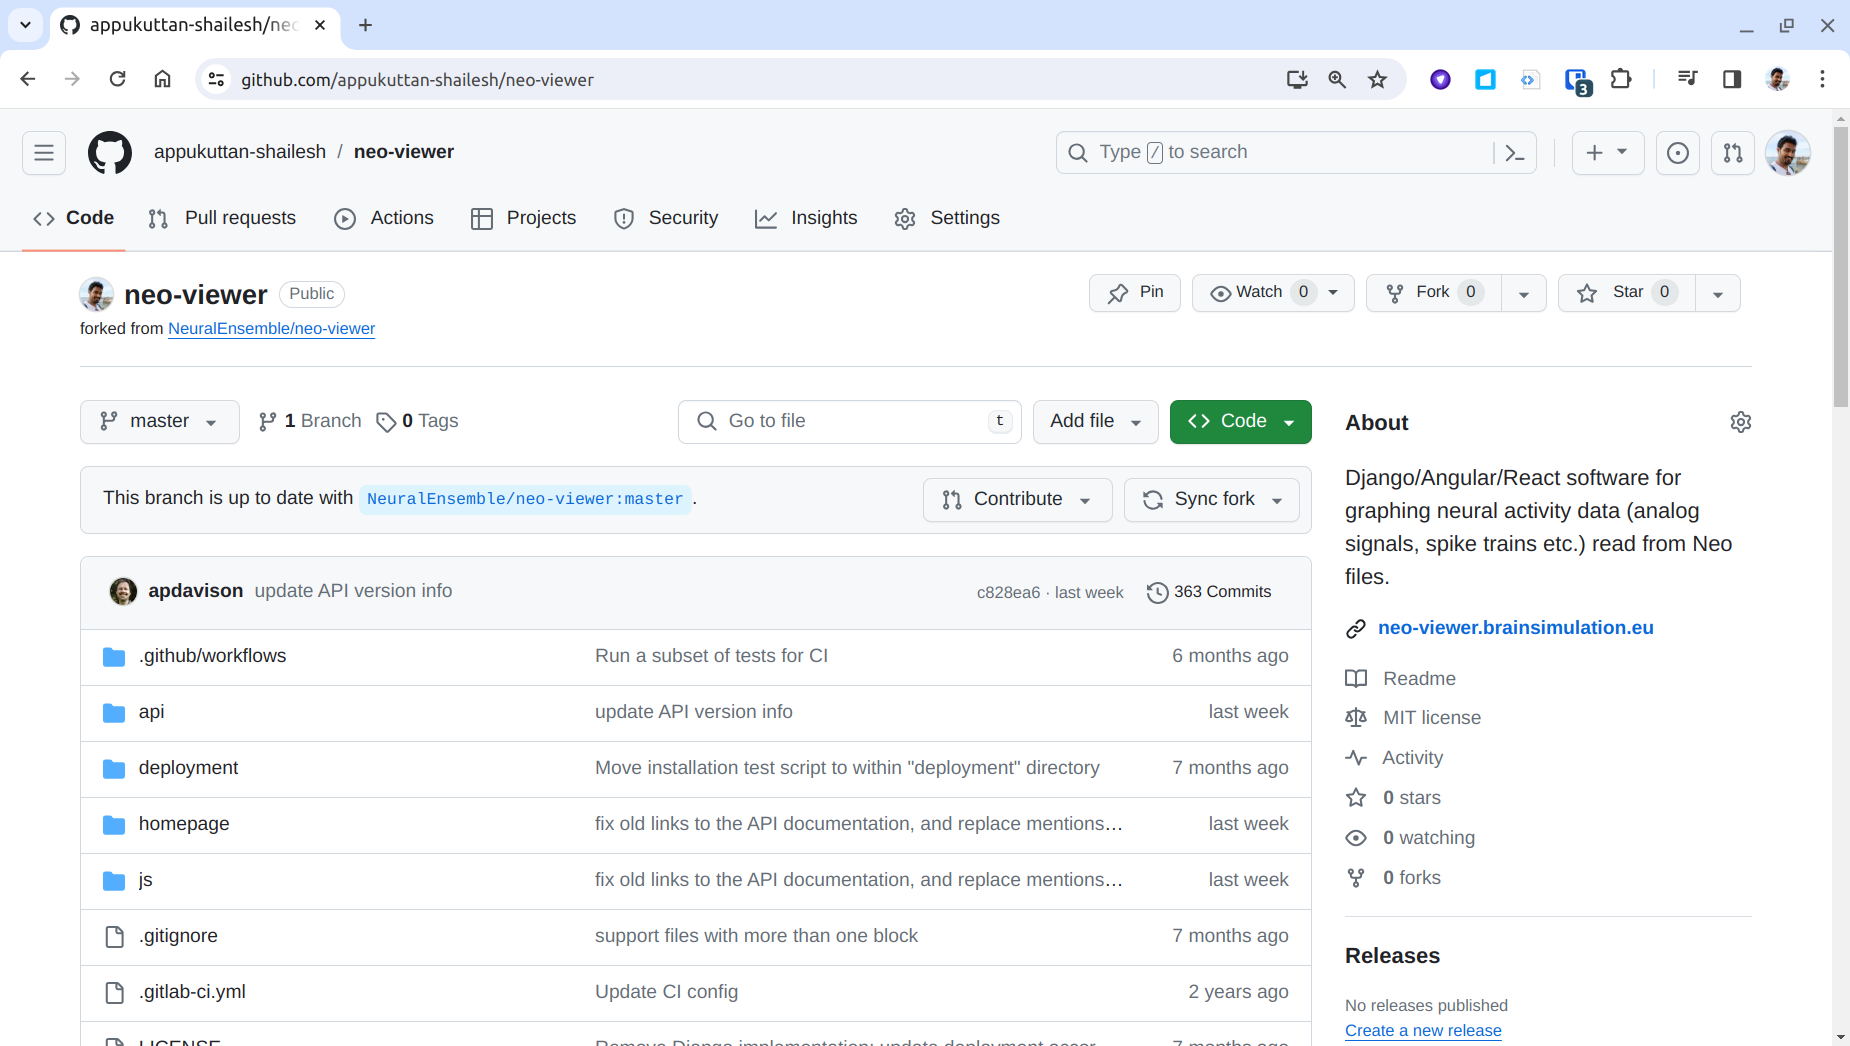 appukuttan-shailesh/neo
github.com/appukuttan-shailesh/neo-viewer
3
appukuttan-shailesh / neo-viewer
Type / to search
Code Pull requests Actions Projects Security Insights Settings
neo-viewer Public
Pin Watch 0 Fork 0 Star 0
forked from NeuralEnsemble/neo-viewer
master 1 Branch 0 Tags Go to file t Add file Code
This branch is up to date with NeuralEnsemble/neo-viewer:master .
Contribute Sync fork
apdavison update API version info c828ea6 · last week 363 Commits
.github/workflows Run a subset of tests for CI 6 months ago
api update API version info last week
deployment Move installation test script to within "deployment" directory 7 months ago
homepage fix old links to the API documentation, and replace mentions… last week
js fix old links to the API documentation, and replace mentions… last week
.gitignore support files with more than one block 7 months ago
.gitlab-ci.yml Update CI config 2 years ago
LICENSE Remove Django implementation; update deployment 7 months ago
About
Django/Angular/React software for
graphing neural activity data (analog
signals, spike trains etc.) read from Neo
files.
neo-viewer.brainsimulation.eu
Readme
MIT license
Activity
0 stars
0 watching
0 forks
Releases
No releases published
Create a new release